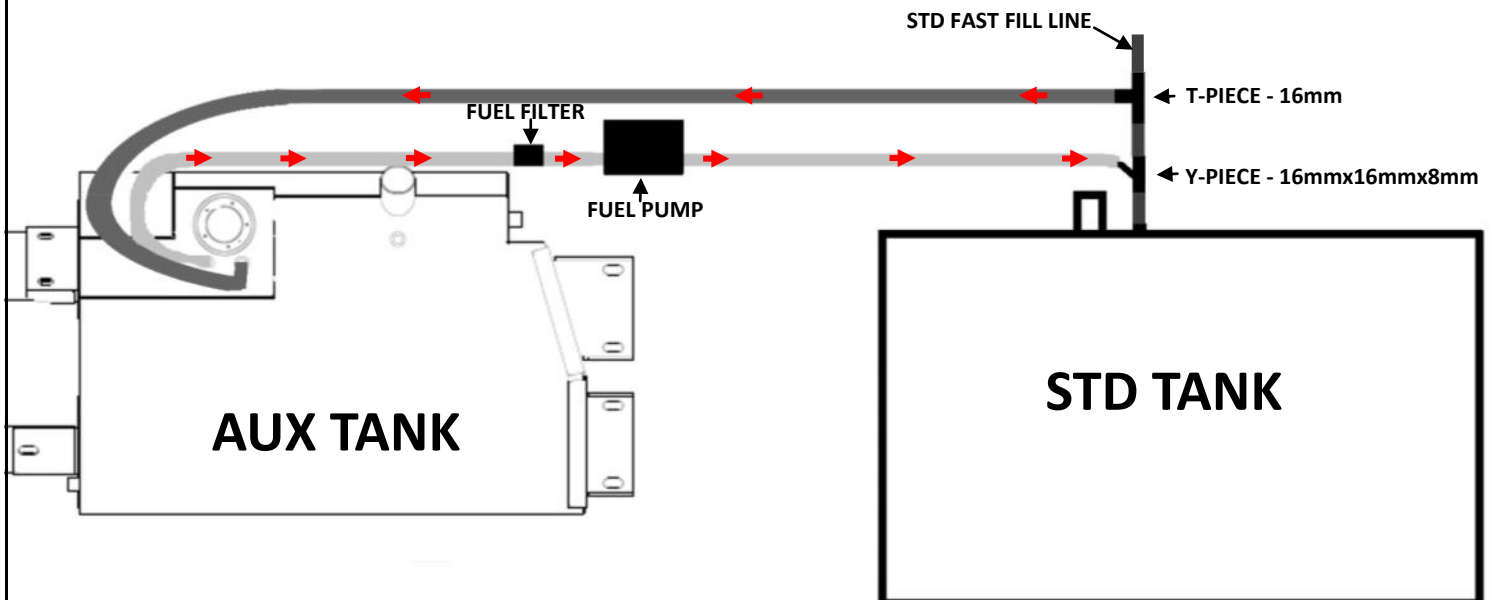 STD FAST FILL LINE
T-PIECE - 16mm
FUEL FILTER
Y-PIECE - 16mmx16mmx8mm
FUEL PUMP
STD TANK
AUX TANK